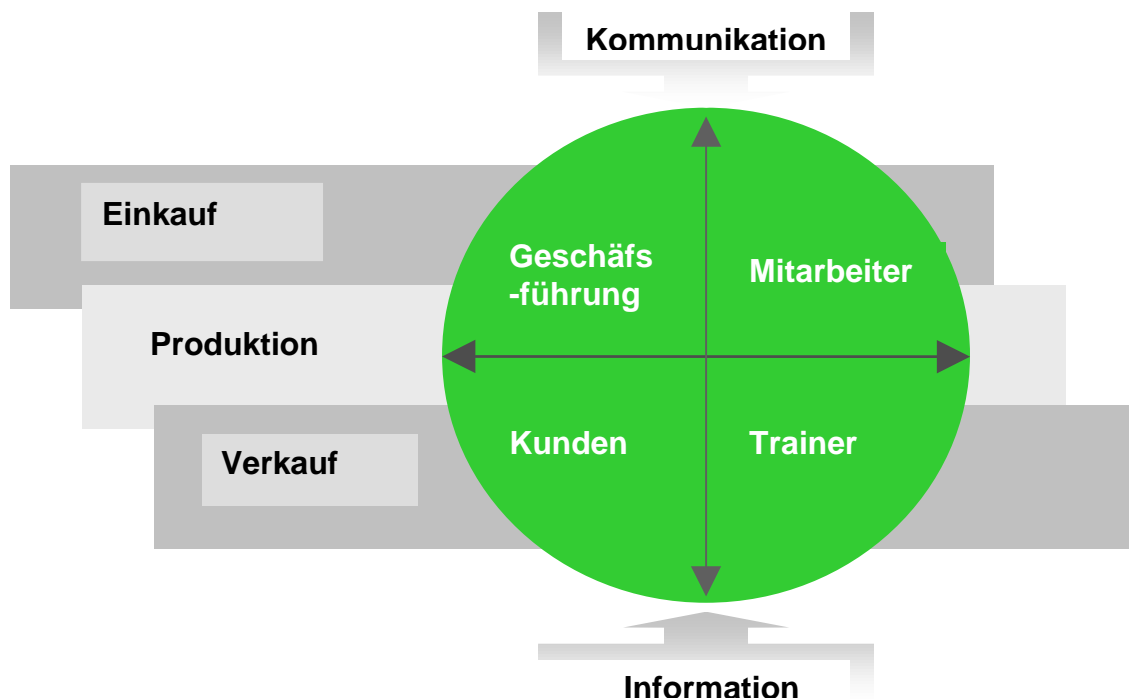 Kommunikation
Einkauf
Geschäfs
-führung
Mitarbeiter
Produktion
Kunden
Trainer
Verkauf
Information